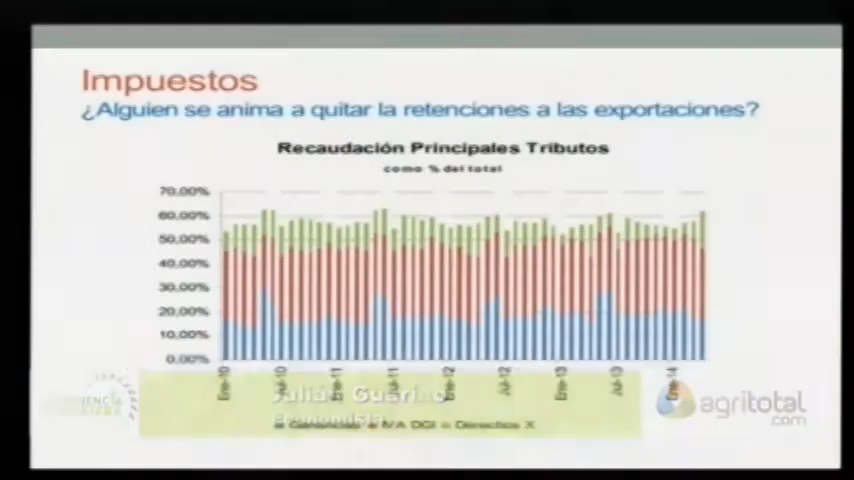 Impuestos
¿Alguien se anima a quitar la retenciones a las exportaciones?
Recaudación Principales Tributos
como % del total
70.00%
60.00%
50.00%
40.00%
30.00%
20.00%
10.00%
0.00%
Ene-10
Jul-10
Ene-11
Jul-11
Ene-12
Jul-12
Ene-13
Jul-13
Ene-14
Julián Guarino
Economista
Ganancias IVA DGI Derechos X
agritotal
.com